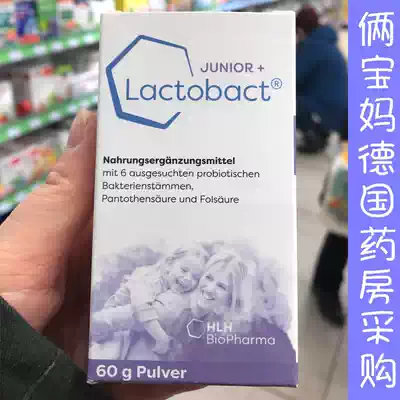 JUNIOR +
Lactobact®
Nahrungsergänzungsmittel
mit 6 ausgesuchten probiotischen
Bakterienstämmen,
Pantothensäure und Folsäure
HLH
BioPharma
60 g Pulver
俩宝妈德国药房采购